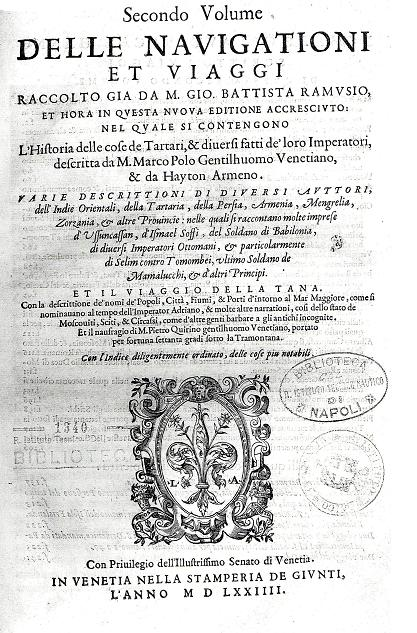 Secondo Volume
DELLE NAVIGATIONI
ET VIAGGI
RACCOLTO GIA DA M. GIO. BATTISTA RAMVSIO,
ET HORA IN QVESTA NVOVA EDITIONE ACCRESCIVTO:
NEL QVALE SI CONTENGONO
L'Historia delle cose de Tartari, & diuersi fatti de' loro Imperatori,
descritta da M. Marco Polo Gentilhuomo Venetiano,
& da Hayton Armeno.
VARIE DESCRITTIONI DI DIVERSI AVTTORI,
dell' Indie Orientali, della Tartaria, della Persia, Armenia, Mengrelia,
Zorzania, & altre Prouincie: nelle quali si raccontano molte imprese
d'Vssuncassan, d'Ismael Soffi, del Soldano di Babilonia,
di diuersi Imperatori Ottomani, & particolarmente
di Selim contro Tomombei, vltimo Soldano de
Mamalucchi, & d'altri Principi.
ET IL VIAGGIO DELLA TANA.
Con la descrittione de' nomi de' Popoli, Città, Fiumi, & Porti d'intorno al Mar Maggiore, come si
nominauano al tempo dell'Imperator Adriano, & molte altre narrationi, così dello stato de
Moscouiti, Sciti, & Circassi, come d'altre genti barbare a gli antichi incognite.
Et il naufragio di M. Pietro Quirino gentilhuomo Venetiano, portato
per fortuna settanta gradi sotto la Tramontana.
Con l'Indice diligentemente ordinato, delle cose piu notabili.
BIBLIOTECA
NAPOLI
1340
BIBLIOTECA
L A
Con Priuilegio dell'Illustrissimo Senato di Venetia.
IN VENETIA NELLA STAMPERIA DE GIVNTI,
L'ANNO M D LXXIIII.